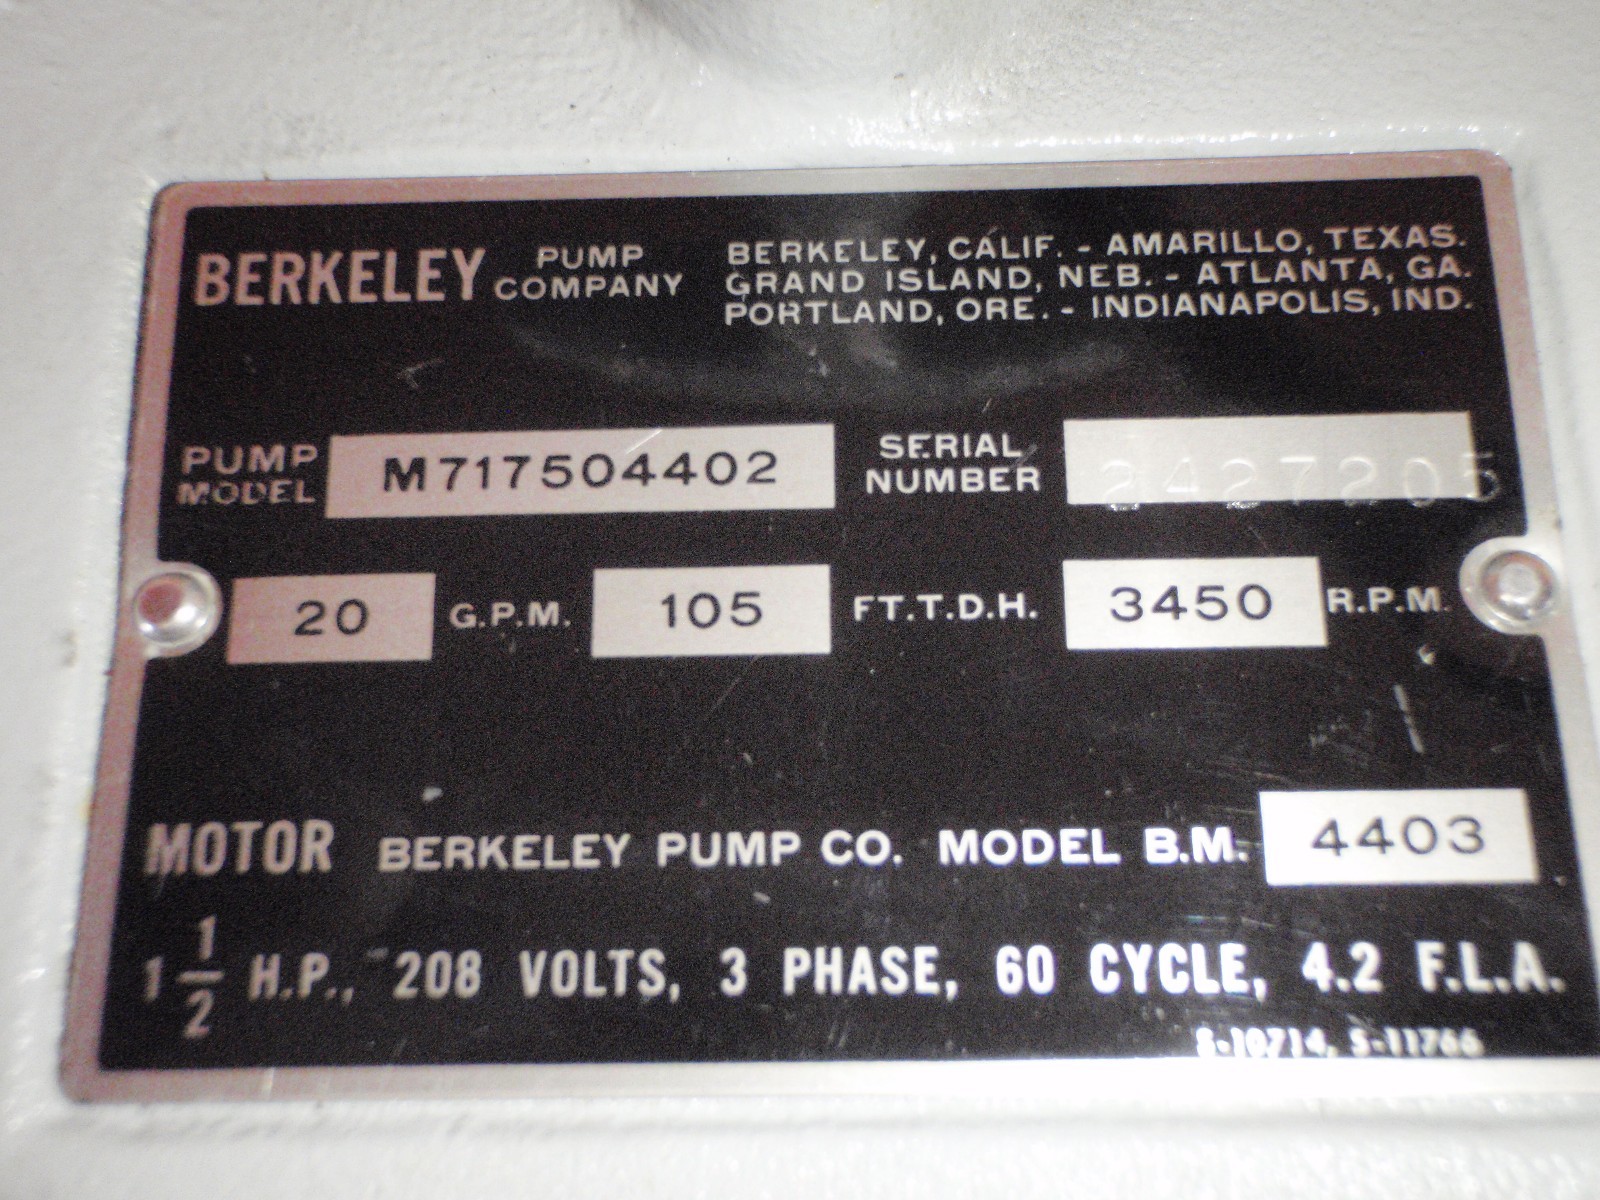 BERKELEY PUMP COMPANY
BERKELEY, CALIF. - AMARILLO, TEXAS.
GRAND ISLAND, NEB. - ATLANTA, GA.
PORTLAND, ORE. - INDIANAPOLIS, IND.
PUMP MODEL M717504402 SERIAL NUMBER 2427205
20 G.P.M. 105 FT.T.D.H. 3450 R.P.M.
MOTOR BERKELEY PUMP CO. MODEL B.M. 4403
1 1/2 H.P., 208 VOLTS, 3 PHASE, 60 CYCLE, 4.2 F.L.A.
S-10714, S-11766